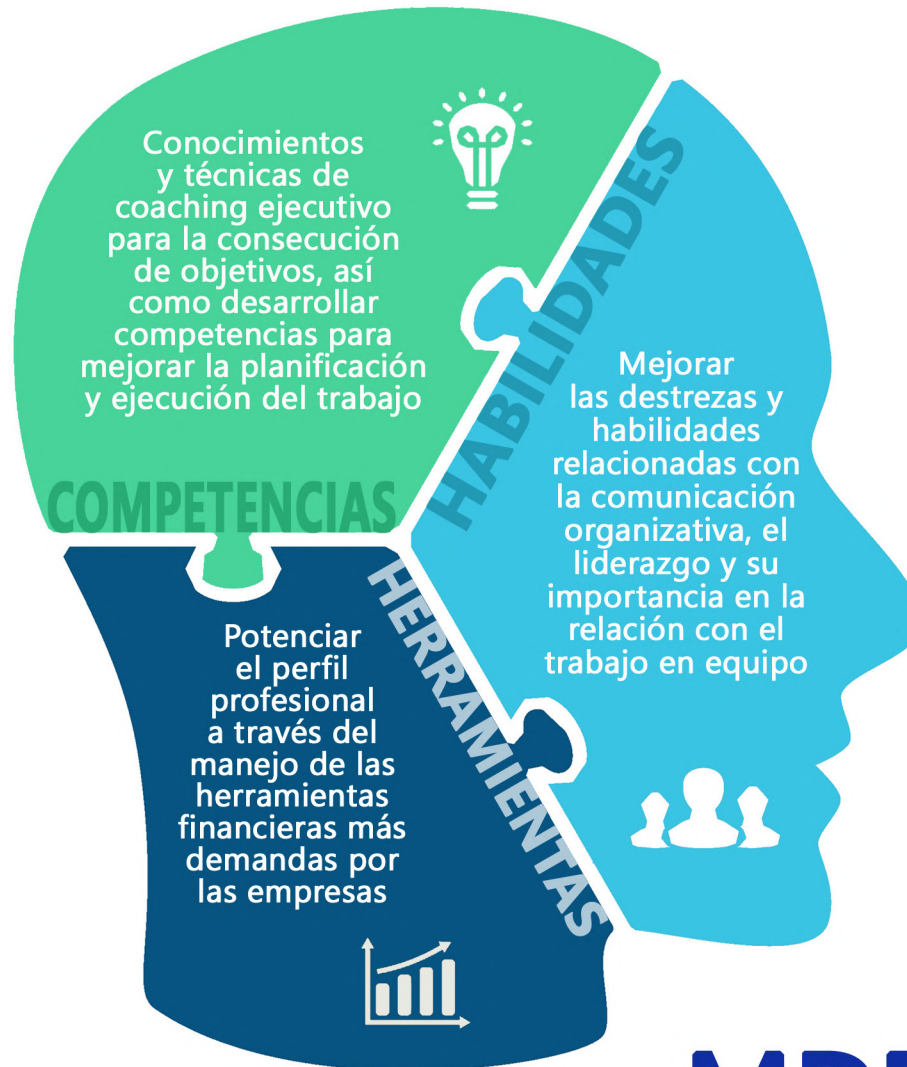 Conocimientos
y técnicas de
coaching ejecutivo
para la consecución
de objetivos, así
como desarrollar
competencias para
mejorar la planificación
y ejecución del trabajo
COMPETENCIAS
HABILIDADES
Mejorar
las destrezas y
habilidades
relacionadas con
la comunicación
organizativa, el
liderazgo y su
importancia en la
relación con el
trabajo en equipo
HERRAMIENTAS
Potenciar
el perfil
profesional
a través del
manejo de las
herramientas
financieras más
demandas por
las empresas